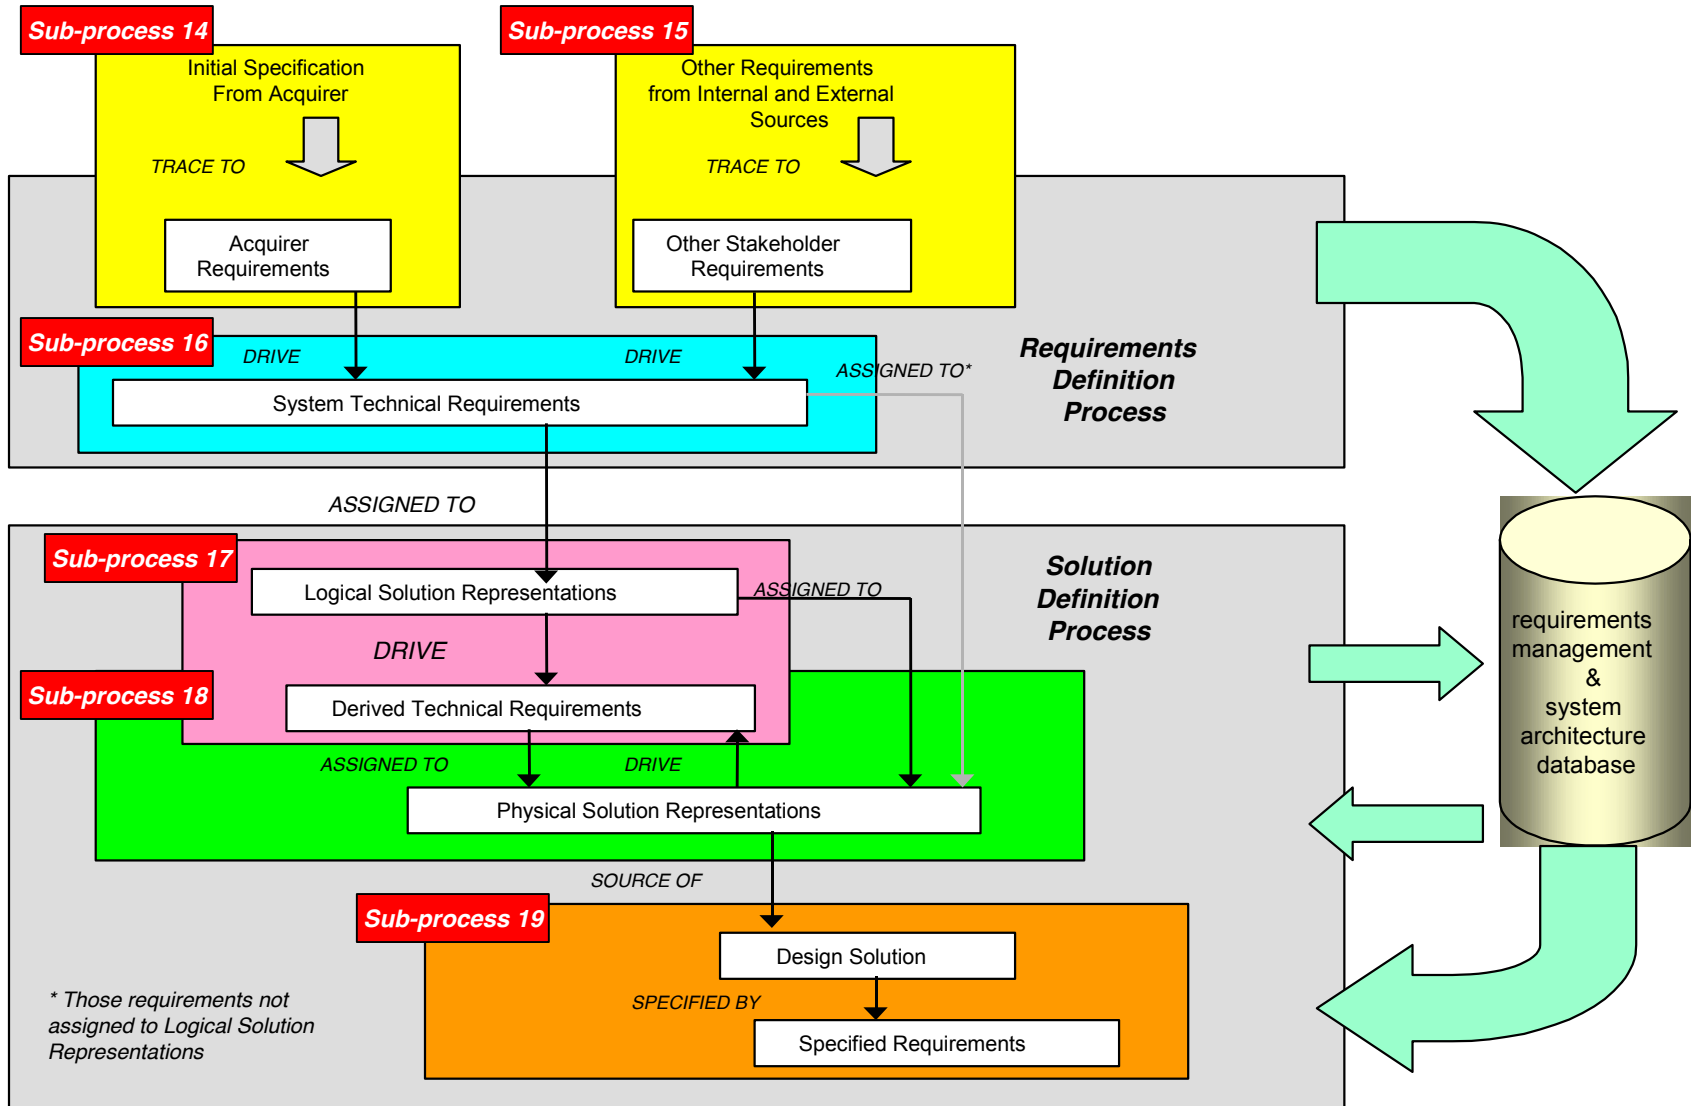 Sub-process 14
Sub-process 15
Initial Specification
From Acquirer
Other Requirements
from Internal and External
Sources
TRACE TO
TRACE TO
Acquirer
Requirements
Other Stakeholder
Requirements
Sub-process 16
DRIVE
DRIVE
ASSIGNED TO*
Requirements
Definition
Process
System Technical Requirements
ASSIGNED TO
Sub-process 17
Solution
Definition
Process
Logical Solution Representations
ASSIGNED TO
DRIVE
Sub-process 18
Derived Technical Requirements
ASSIGNED TO
DRIVE
Physical Solution Representations
requirements
management
&
system
architecture
database
SOURCE OF
Sub-process 19
Design Solution
SPECIFIED BY
Specified Requirements
* Those requirements not
assigned to Logical Solution
Representations